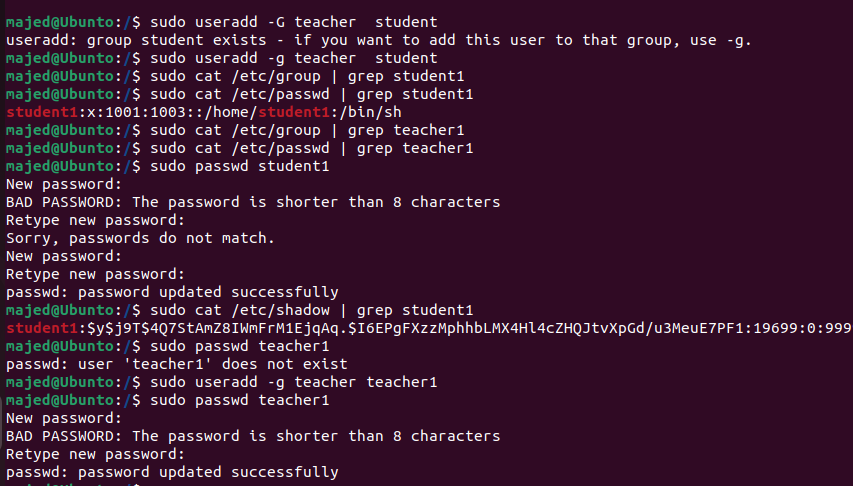 majed@Ubunto:/$ sudo useradd -G teacher  student
useradd: group student exists - if you want to add this user to that group, use -g.
majed@Ubunto:/$ sudo useradd -g teacher  student
majed@Ubunto:/$ sudo cat /etc/group | grep student1
majed@Ubunto:/$ sudo cat /etc/passwd | grep student1
student1:x:1001:1003::/home/student1:/bin/sh
majed@Ubunto:/$ sudo cat /etc/group | grep teacher1
majed@Ubunto:/$ sudo cat /etc/passwd | grep teacher1
majed@Ubunto:/$ sudo passwd student1
New password:
BAD PASSWORD: The password is shorter than 8 characters
Retype new password:
Sorry, passwords do not match.
New password:
Retype new password:
passwd: password updated successfully
majed@Ubunto:/$ sudo cat /etc/shadow | grep student1
student1:$y$j9T$4Q7StAmZ8IWmFrM1EjqAq.$I6EPgFXzzMphhbLMX4Hl4cZHQJtvXpGd/u3MeuE7PF1:19699:0:999
majed@Ubunto:/$ sudo passwd teacher1
passwd: user 'teacher1' does not exist
majed@Ubunto:/$ sudo useradd -g teacher teacher1
majed@Ubunto:/$ sudo passwd teacher1
New password:
BAD PASSWORD: The password is shorter than 8 characters
Retype new password:
passwd: password updated successfully